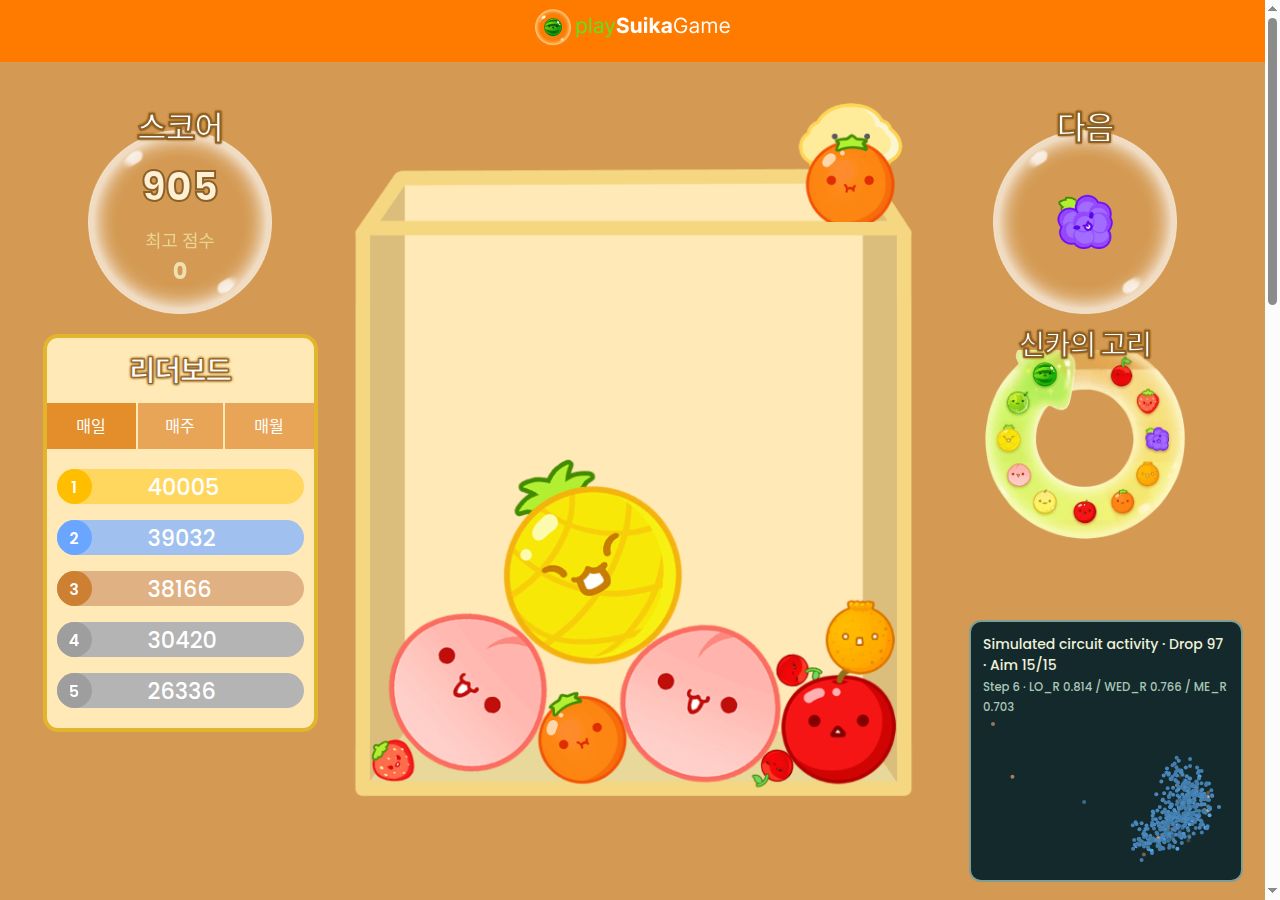 playSuikaGame
스코어
905
최고 점수
0
리더보드
매일 매주 매월
1 40005
2 39032
3 38166
4 30420
5 26336
다음
신카의 고리
Simulated circuit activity · Drop 97
· Aim 15/15
Step 6 · LO_R 0.814 / WED_R 0.766 / ME_R
0.703